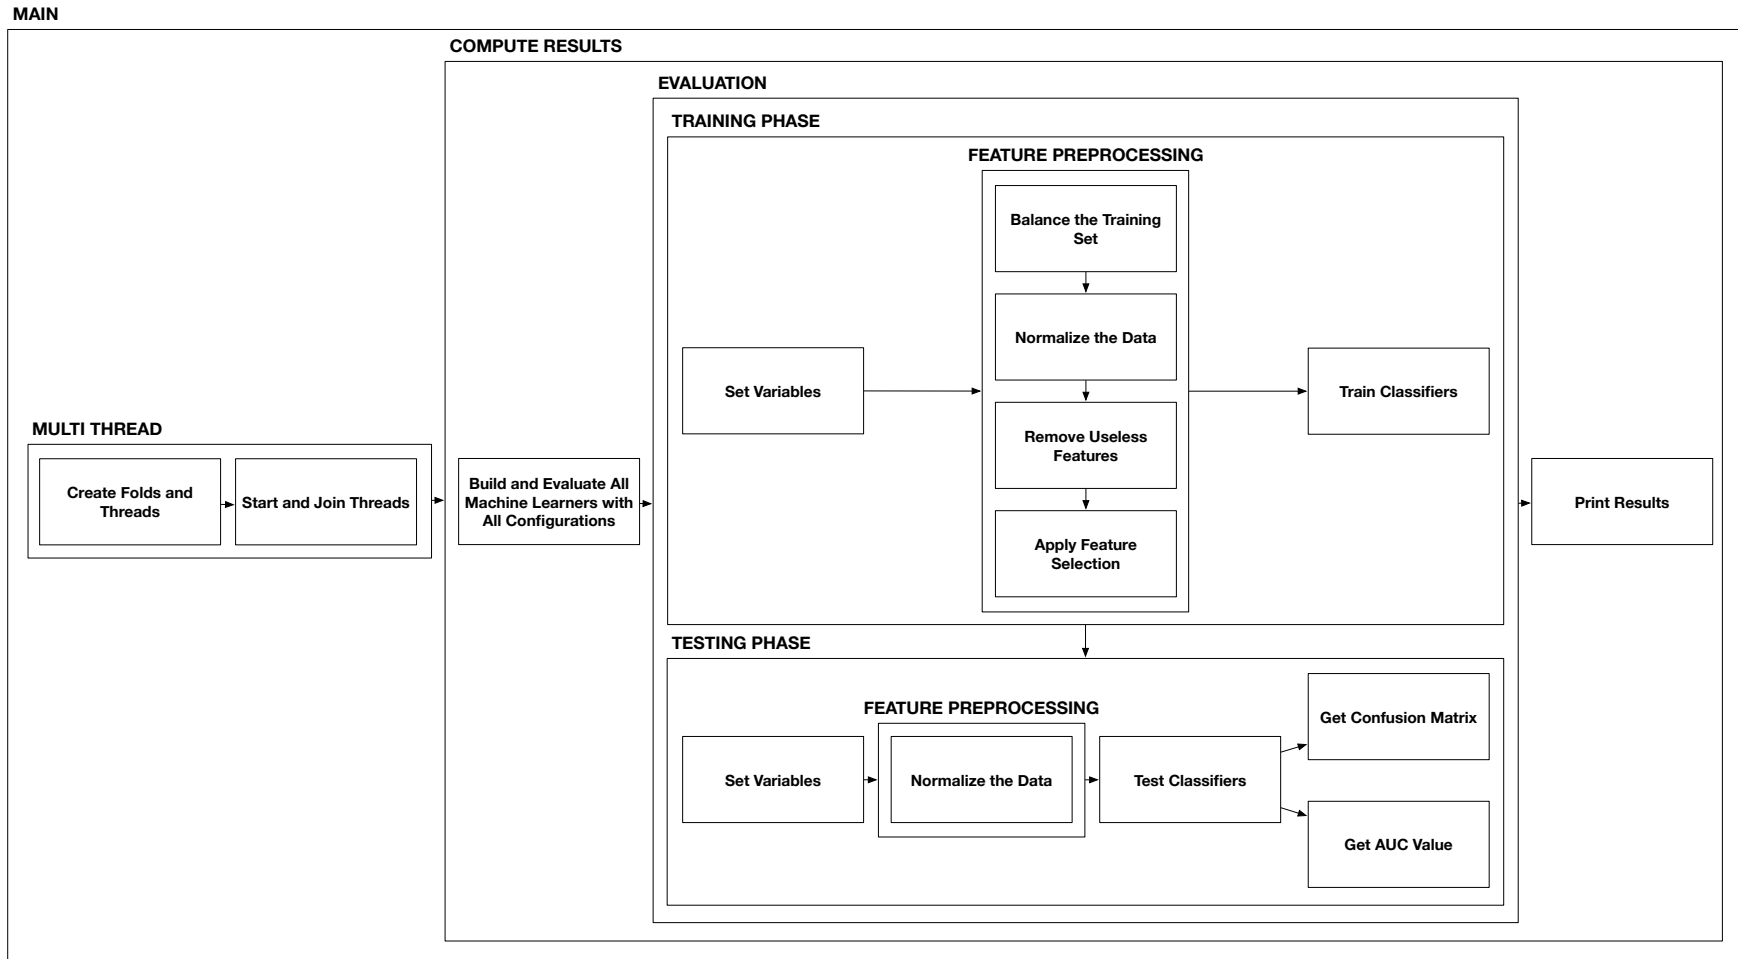 MAIN
COMPUTE RESULTS
EVALUATION
TRAINING PHASE
FEATURE PREPROCESSING
Balance the Training
Set
Normalize the Data
Set Variables
Train Classifiers
Remove Useless
Features
Apply Feature
Selection
MULTI THREAD
Create Folds and
Threads
Start and Join Threads
Build and Evaluate All
Machine Learners with
All Configurations
Print Results
TESTING PHASE
FEATURE PREPROCESSING
Set Variables
Normalize the Data
Test Classifiers
Get Confusion Matrix
Get AUC Value